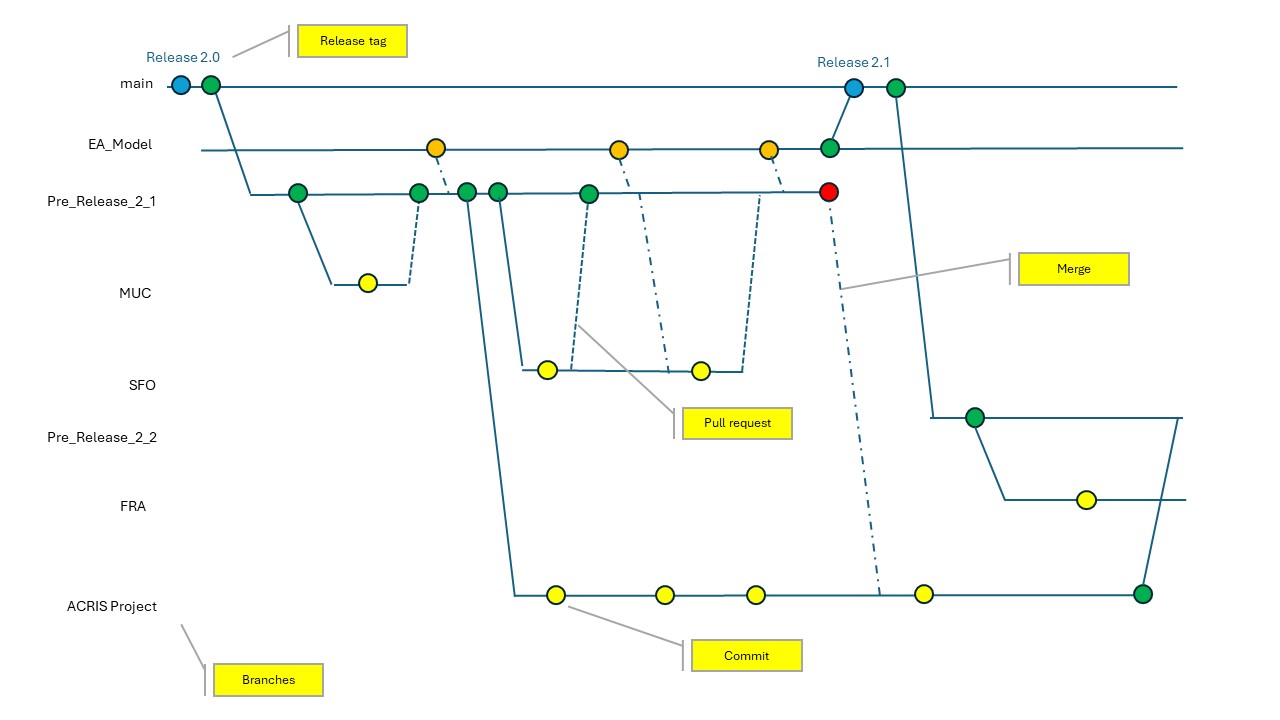 Release tag
Release 2.0
Release 2.1
main
EA_Model
Pre_Release_2_1
Merge
MUC
SFO
Pull request
Pre_Release_2_2
FRA
ACRIS Project
Commit
Branches